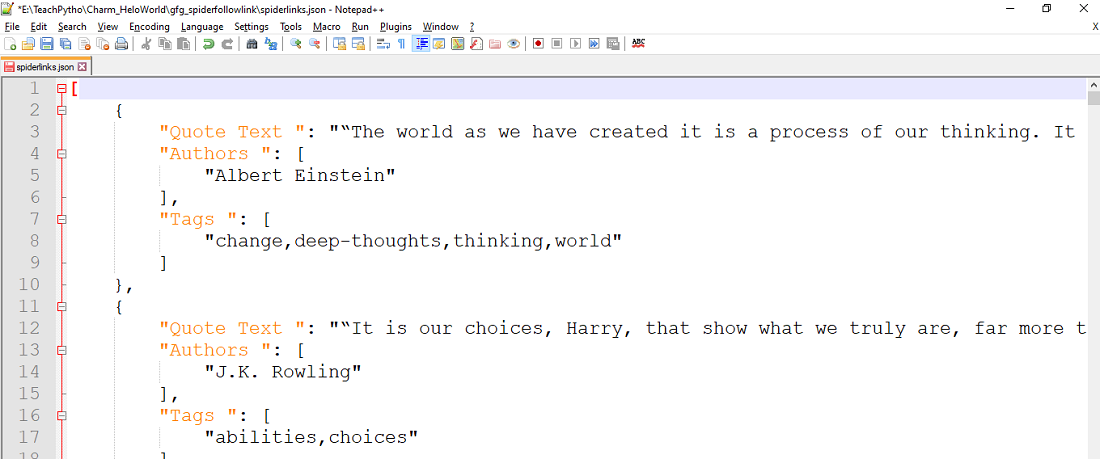 *E:\TeachPytho\Charm_HeloWorld\gfg_spiderfollowlink\spiderlinks.json - Notepad++
File Edit Search View Encoding Language Settings Tools Macro Run Plugins Window ? X
ABC
spiderlinks.json
1 [
2 {
3 "Quote Text ": "“The world as we have created it is a process of our thinking. It
4 "Authors ": [
5 "Albert Einstein"
6 ],
7 "Tags ": [
8 "change,deep-thoughts,thinking,world"
9 ]
10 },
11 {
12 "Quote Text ": "“It is our choices, Harry, that show what we truly are, far more t
13 "Authors ": [
14 "J.K. Rowling"
15 ],
16 "Tags ": [
17 "abilities,choices"
18 ]